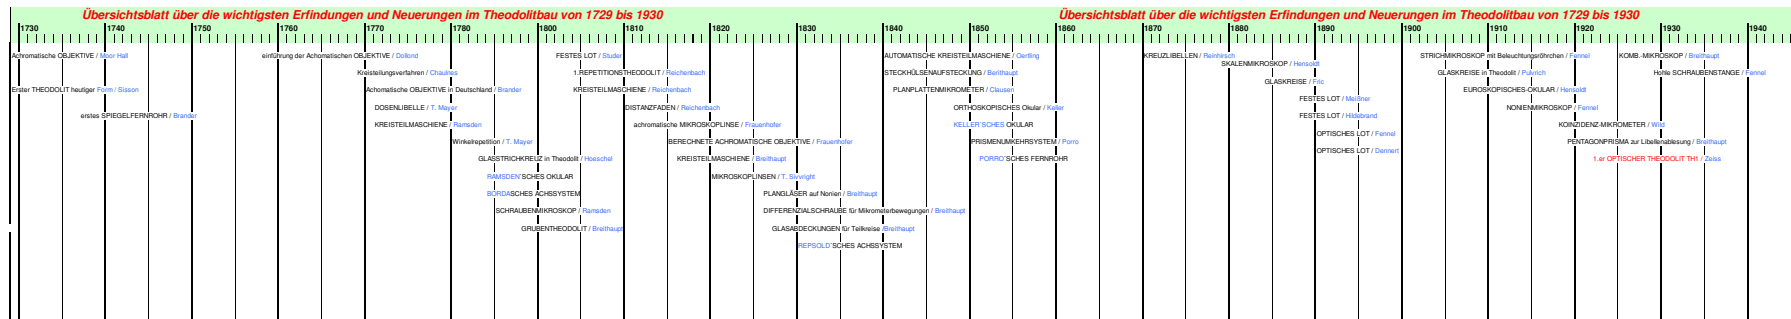 Übersichtsblatt über die wichtigsten Erfindungen und Neuerungen im Theodolitbau von 1729 bis 1930 Übersichtsblatt über die wichtigsten Erfindungen und Neuerungen im Theodolitbau von 1729 bis 1930
1730 1740 1750 1760 1770 1780 1800 1810 1820 1830 1840 1850 1860 1870 1880 1890 1900 1910 1920 1930 1940
Achromatische OBJEKTIVE / Moor Hall
einführung der Achomatischen OBJEKTIVE / Dollond
FESTES LOT / Studer
AUTOMATISCHE KREISTEILMASCHIENE / Oertling
KREUZLIBELLEN / Reinhirsch
STRICHMIKROSKOP mit Beleuchtungsröhrchen / Fennel
KOMB.-MIKROSKOP / Breithaupt
SKALENMIKROSKOP / Hensoldt
Kreisteilungsverfahren / Chaulnes
1.REPETITIONSTHEODOLIT / Reichenbach
STECKHÜLSENAUFSTECKUNG / Berithaupt
GLASKREISE in Theodolit / Pulvrich
Hohle SCHRAUBENSTANGE / Fennel
GLASKREISE / Fric
Erster THEODOLIT heutiger Form / Sisson
Achomatische OBJEKTIVE in Deutschland / Brander
KREISTEILMASCHIENE / Reichenbach
PLANPLATTENMIKROMETER / Clausen
EUROSKOPISCHES-OKULAR / Hensoldt
FESTES LOT / Meißner
DOSENLIBELLE / T. Mayer
DISTANZFADEN / Reichenbach
ORTHOSKOPISCHES Okular / Keller
NONIENMIKROSKOP / Fennel
erstes SPIEGELFERNROHR / Brander
FESTES LOT / Hildebrand
KREISTEILMASCHIENE / Ramsden
achromatische MIKROSKOPLINSE / Frauenhofer
KELLER'SCHES OKULAR
KOINZIDENZ-MIKROMETER / Wild
OPTISCHES LOT / Fennel
Winkelrepetition / T. Mayer
BERECHNETE ACHROMATISCHE OBJEKTIVE / Frauenhofer
PRISMENUMKEHRSYSTEM / Porro
PENTAGONPRISMA zur Libellenablesung / Breithaupt
OPTISCHES LOT / Dennert
GLASSTRICHKREUZ in Theodolit / Hoeschel
KREISTEILMASCHIENE / Breithaupt
PORRO'SCHES FERNROHR
1.er OPTISCHER THEODOLIT TH1 / Zeiss
RAMSDEN'SCHES OKULAR
MIKROSKOPLINSEN / T. Sivvright
BORDASCHES ACHSSYSTEM
PLANGLÄSER auf Nonien / Breithaupt
SCHRAUBENMIKROSKOP / Ramsden
DIFFERENZIALSCHRAUBE für Mikrometerbewegungen / Breithaupt
GRUBENTHEODOLIT / Breithaupt
GLASABDECKUNGEN für Teilkreise /Breithaupt
REPSOLD'SCHES ACHSSYSTEM